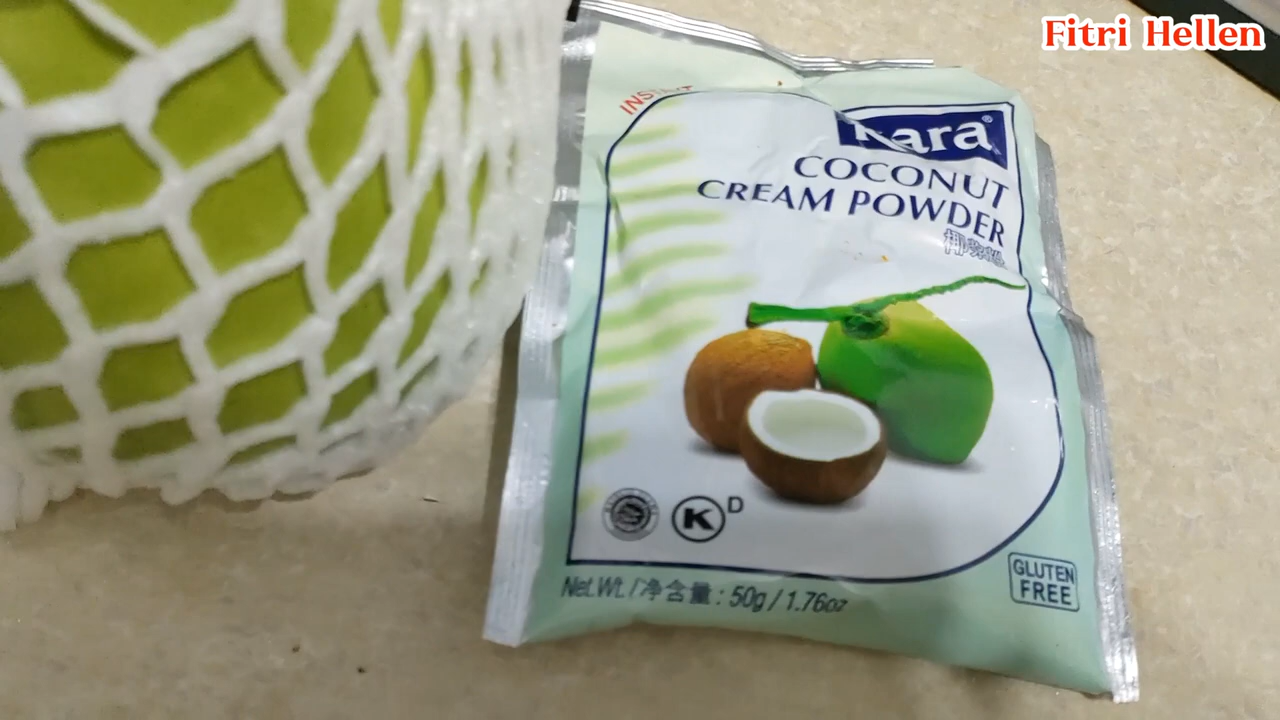 Fitri Hellen
INSTANT
Kara®
COCONUT
CREAM POWDER
椰浆粉
K D
GLUTEN
FREE
Net.Wt./净含量: 50g / 1.76oz